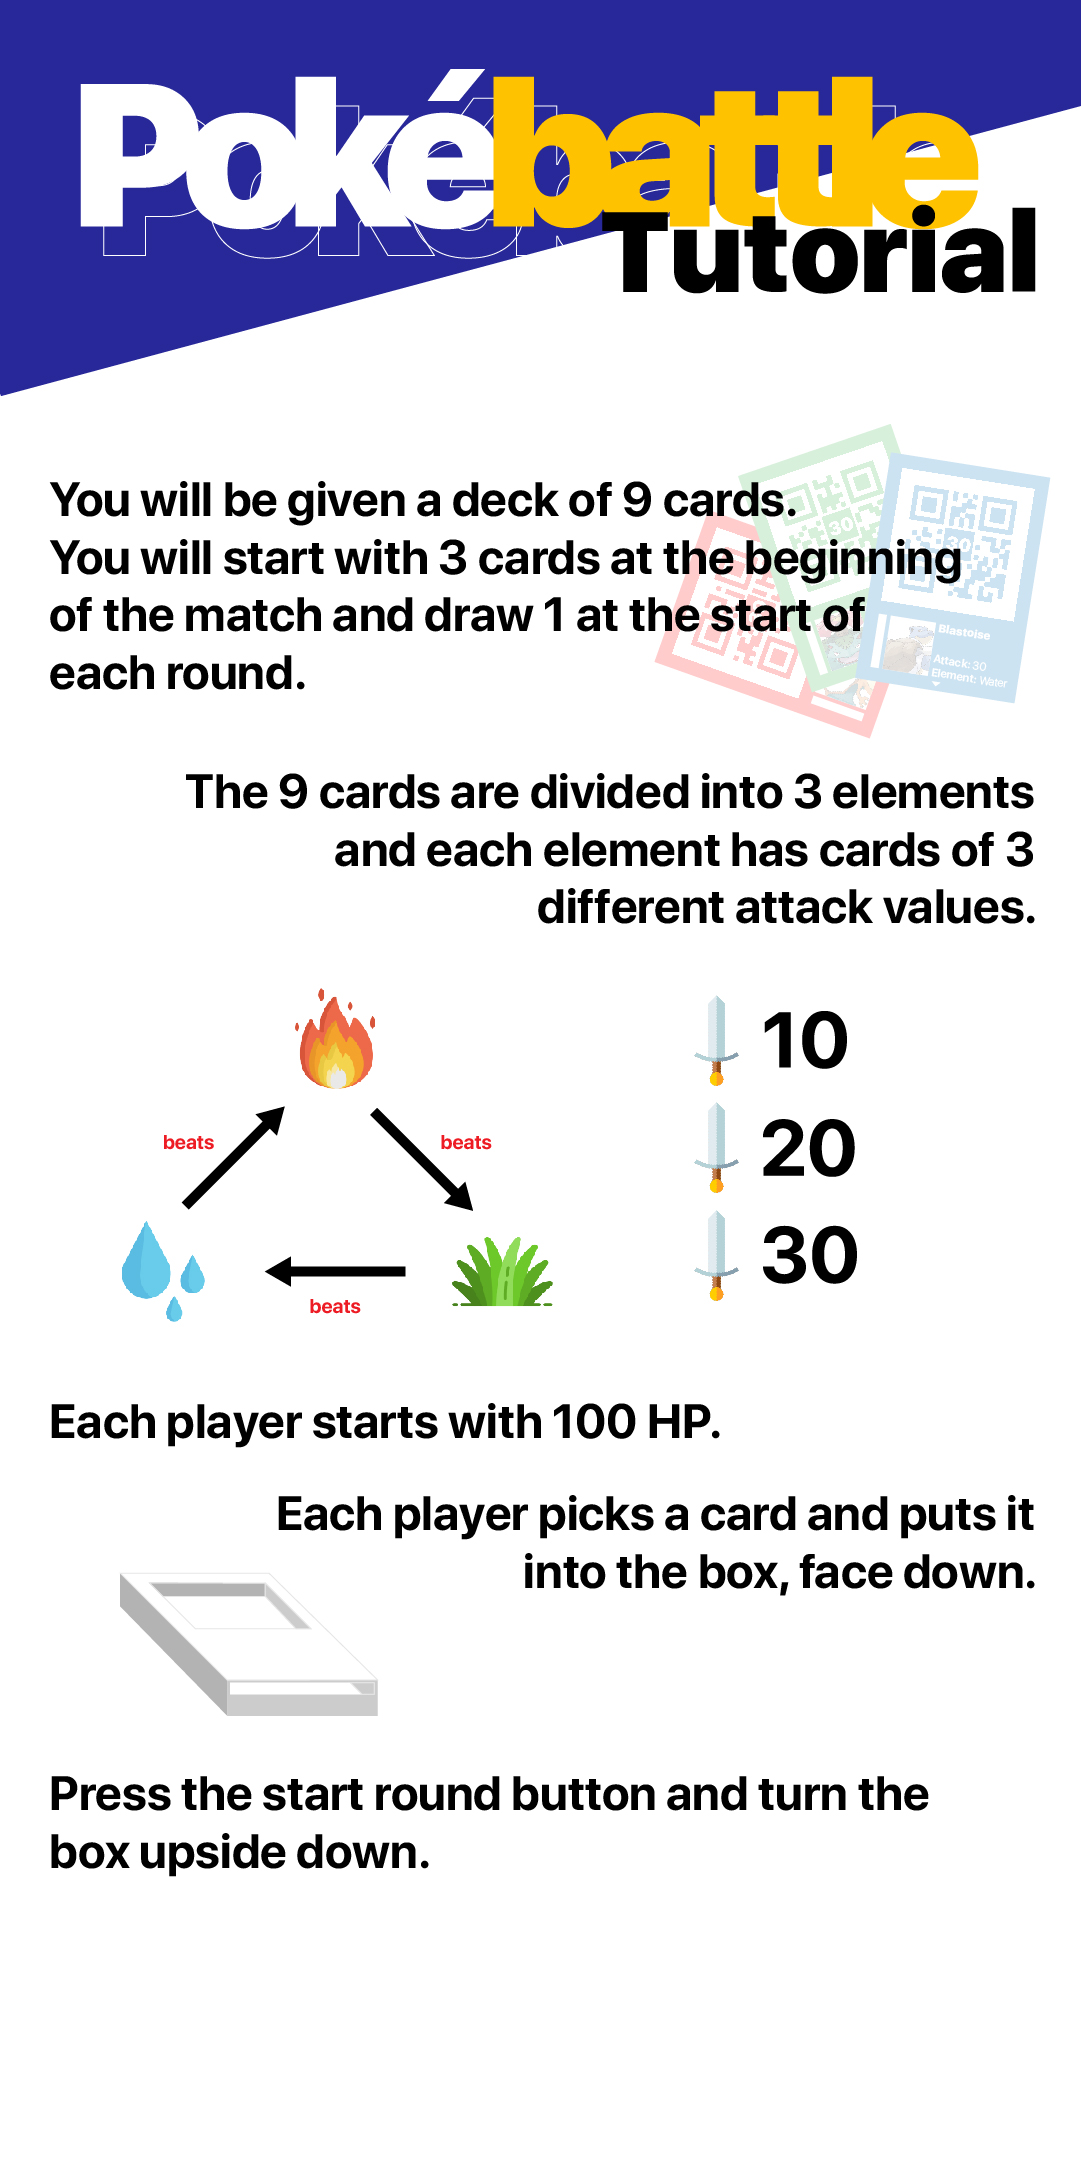 Pokébattle
Tutorial
You will be given a deck of 9 cards.
You will start with 3 cards at the beginning
of the match and draw 1 at the start of
each round.
30
30
Blastoise
Attack: 30
Element: Water
The 9 cards are divided into 3 elements
and each element has cards of 3
different attack values.
10
beats
beats
20
30
beats
Each player starts with 100 HP.
Each player picks a card and puts it
into the box, face down.
Press the start round button and turn the
box upside down.